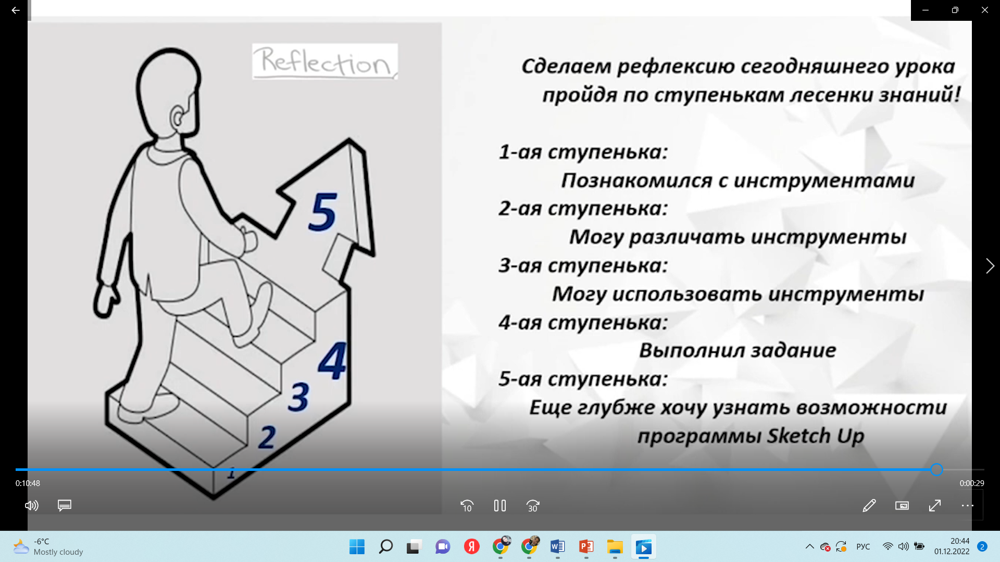 Reflection
Сделаем рефлексию сегодняшнего урока
пройдя по ступенькам лесенки знаний!
1-ая ступенька:
Познакомился с инструментами
2-ая ступенька:
Могу различать инструменты
3-ая ступенька:
Могу использовать инструменты
4-ая ступенька:
Выполнил задание
5-ая ступенька:
Еще глубже хочу узнать возможности
программы Sketch Up
5
4
3
2
1
0:10:48
0:00:29
10
30
-6°C
Mostly cloudy
Я
РУС
20:44
01.12.2022
2